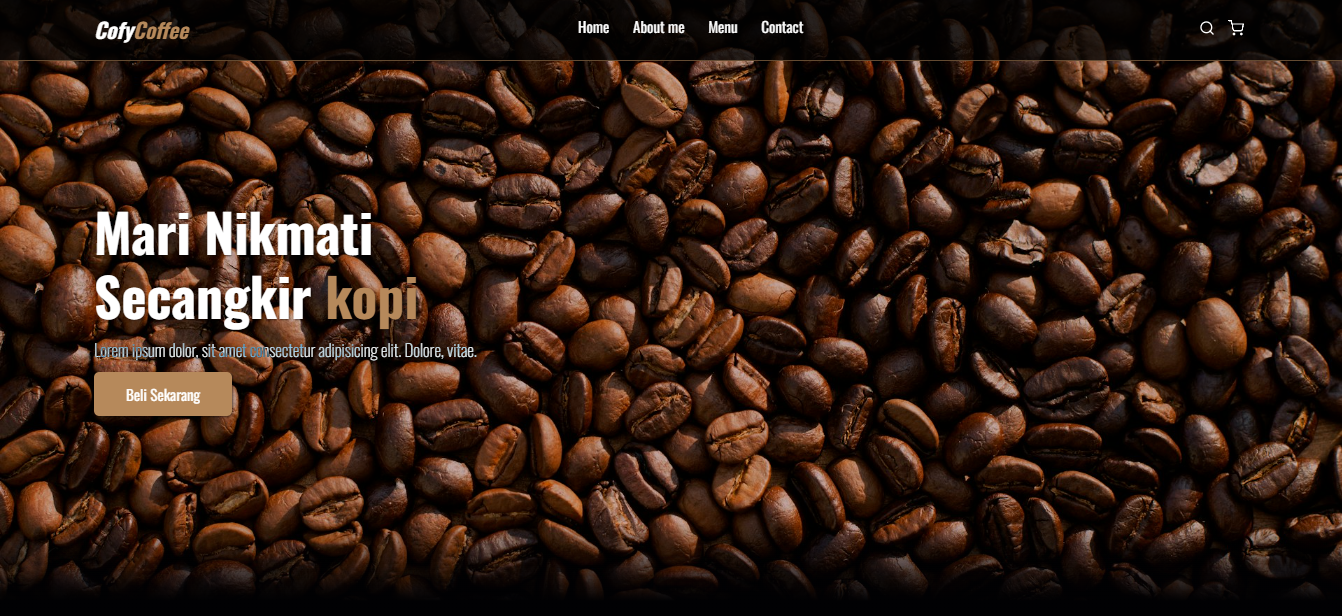 CofyCoffee
Home About me Menu Contact
Mari Nikmati
Secangkir kopi
Lorem ipsum dolor, sit amet consectetur adipisicing elit. Dolore, vitae.
Beli Sekarang